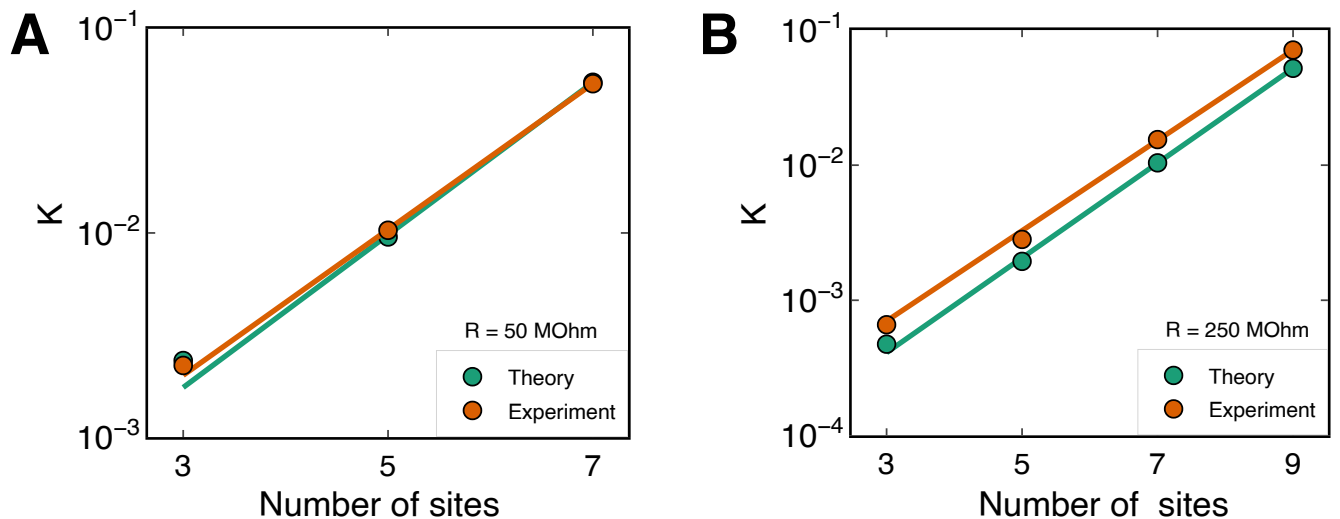 A
10⁻¹
10⁻²
10⁻³
K
3 5 7
Number of sites
R = 50 MOhm
Theory
Experiment
B
10⁻¹
10⁻²
10⁻³
10⁻⁴
K
3 5 7 9
Number of sites
R = 250 MOhm
Theory
Experiment